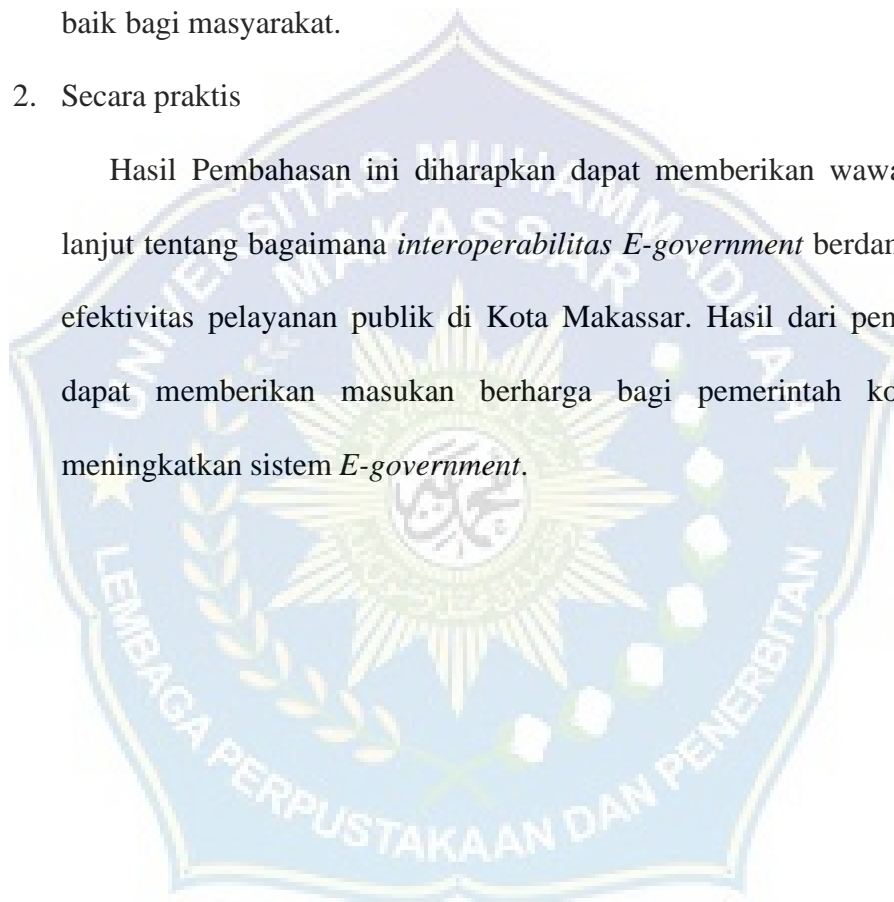 baik bagi masyarakat.
2. Secara praktis
Hasil Pembahasan ini diharapkan dapat memberikan
lanjut tentang bagaimana interoperabilitas E-government
efektivitas pelayanan publik di Kota Makassar. Hasil dari
dapat memberikan masukan berharga bagi pemerintah
meningkatkan sistem E-government.
UNIVERSITAS MUHAMMADIYAH
MAKASSAR
LEMBAGA PERPUSTAKAAN DAN PENERBITAN